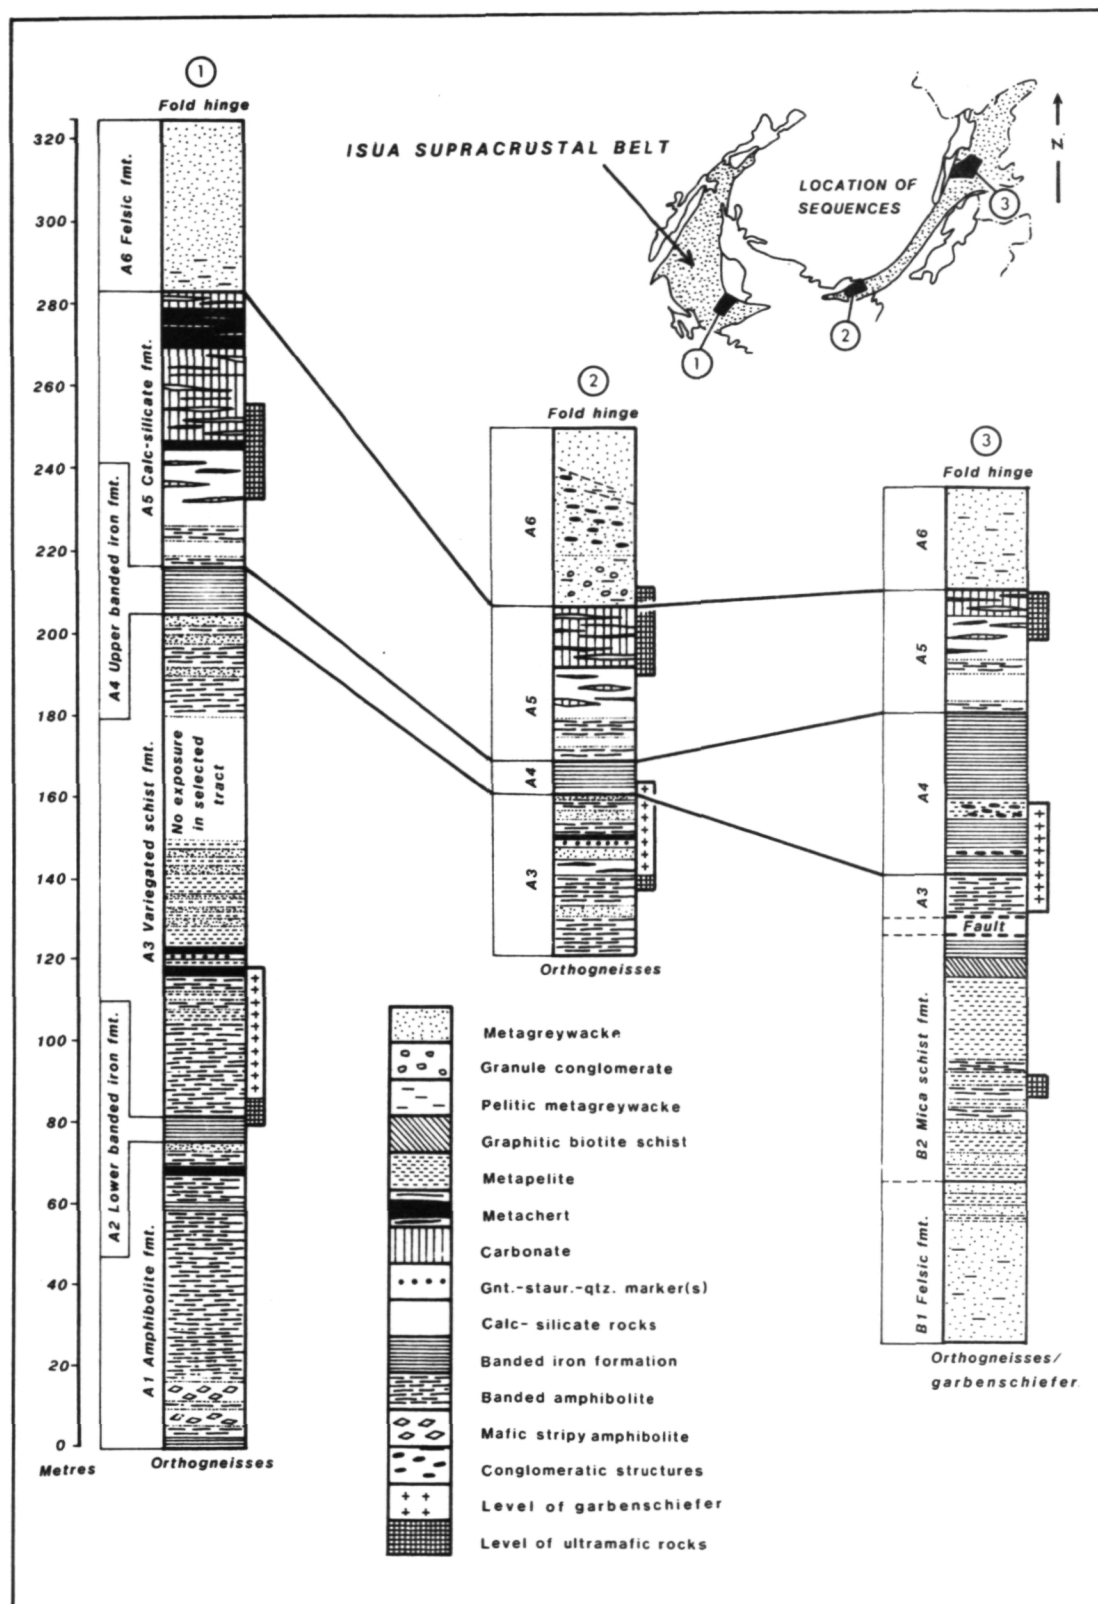 1
Fold hinge
ISUA SUPRACRUSTAL BELT
LOCATION OF
SEQUENCES
N
3
2
1
320
300
280
260
240
220
200
180
160
140
120
100
80
60
40
20
0
Metres
A6 Felsic fmt.
A5 Calc-silicate fmt.
A4 Upper banded iron fmt.
A3 Variegated schist fmt.
A2 Lower banded iron fmt.
A1 Amphibolite fmt.
No exposure
in selected
tract
Orthogneisses
2
Fold hinge
A6
A5
A4
A3
Orthogneisses
3
Fold hinge
A6
A5
A4
A3
Fault
B2 Mica schist fmt.
B1 Felsic fmt.
Orthogneisses/
garbenschiefer
Metagreywacke
Granule conglomerate
Pelitic metagreywacke
Graphitic biotite schist
Metapelite
Metachert
Carbonate
Gnt.-staur.-qtz. marker(s)
Calc-silicate rocks
Banded iron formation
Banded amphibolite
Mafic stripy amphibolite
Conglomeratic structures
Level of garbenschiefer
Level of ultramafic rocks